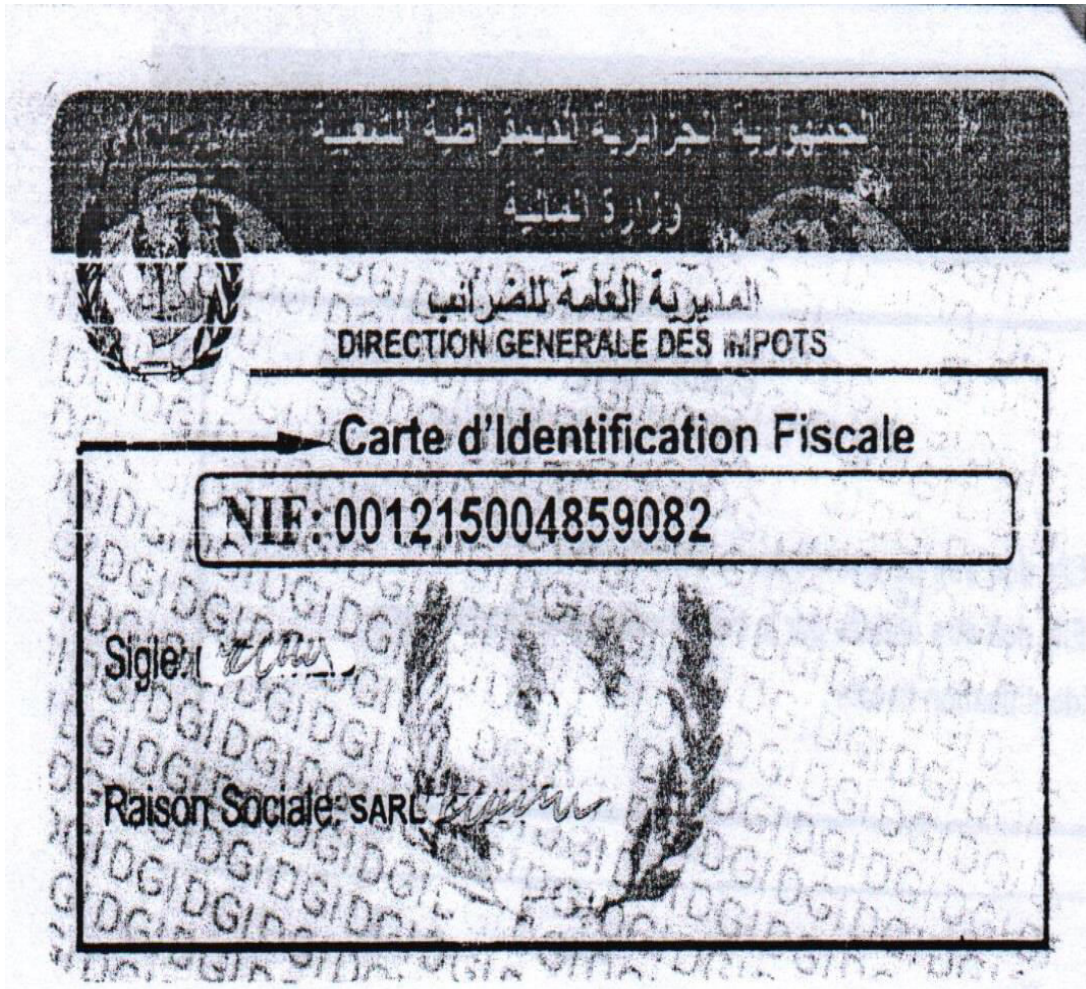 الجمهورية الجزائرية الديمقراطية الشعبية
وزارة المالية
المديرية العامة للضرائب
DIRECTION GENERALE DES IMPOTS
Carte d'Identification Fiscale
NIF: 001215004859082
Sigle:
Raison Sociale: SARL